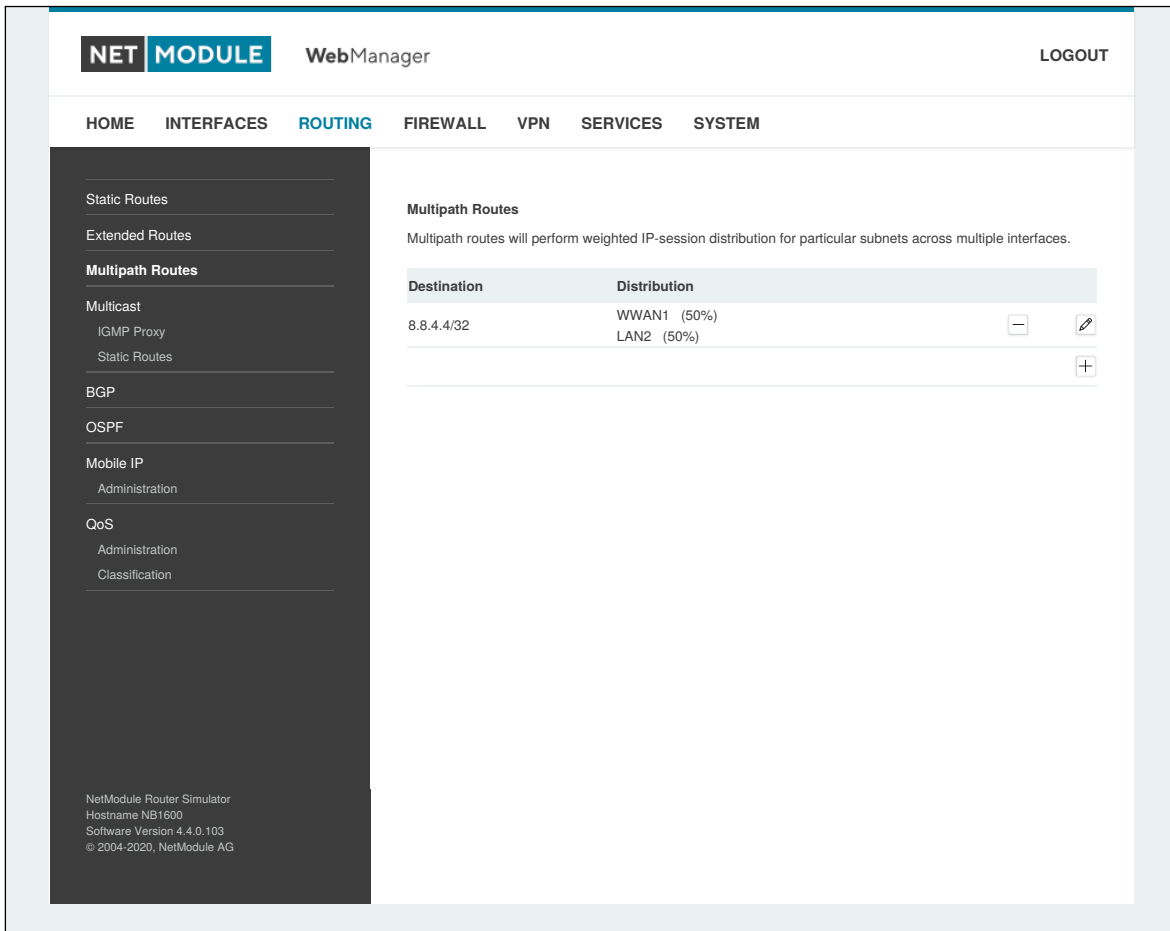 NET MODULE WebManager LOGOUT
HOME INTERFACES ROUTING FIREWALL VPN SERVICES SYSTEM
Static Routes
Extended Routes
Multipath Routes
Multicast
IGMP Proxy
Static Routes
BGP
OSPF
Mobile IP
Administration
QoS
Administration
Classification
NetModule Router Simulator
Hostname NB1600
Software Version 4.4.0.103
© 2004-2020, NetModule AG
Multipath Routes
Multipath routes will perform weighted IP-session distribution for particular subnets across multiple interfaces.
Destination Distribution
8.8.4.4/32 WWAN1 (50%)
LAN2 (50%)